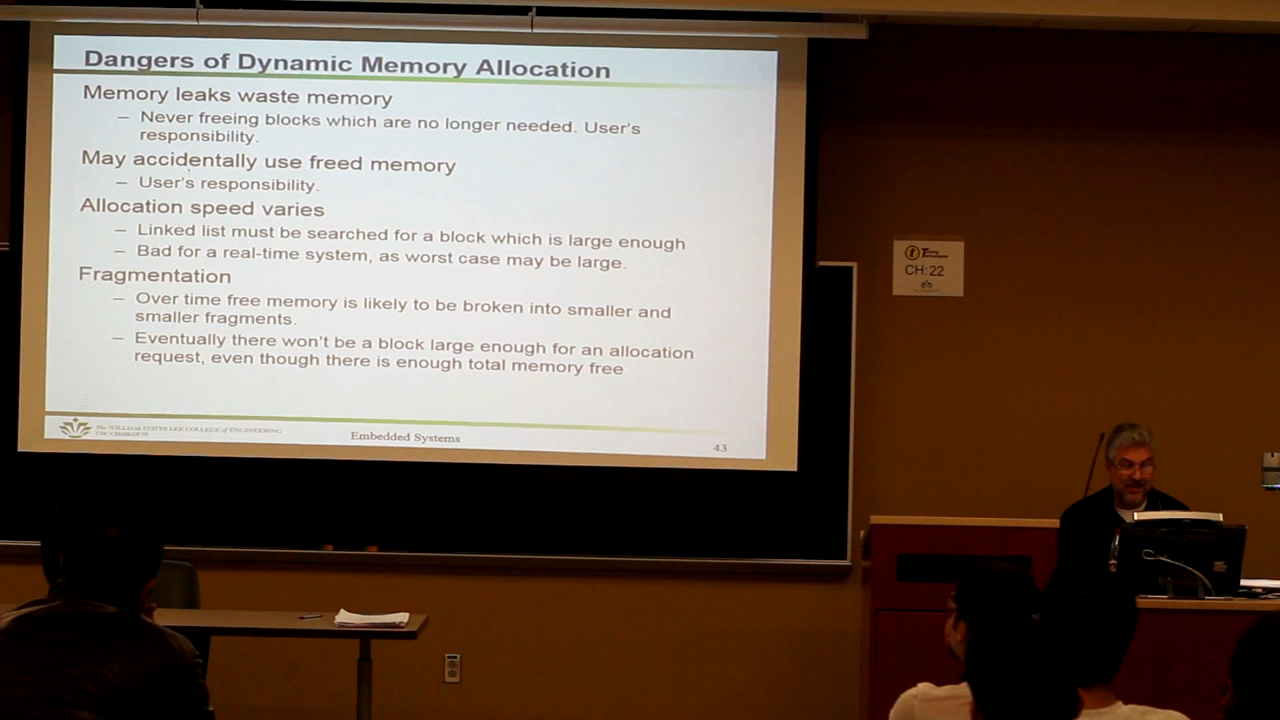 Dangers of Dynamic Memory Allocation
Memory leaks waste memory
– Never freeing blocks which are no longer needed. User's
responsibility.
May accidentally use freed memory
– User's responsibility.
Allocation speed varies
– Linked list must be searched for a block which is large enough
– Bad for a real-time system, as worst case may be large.
Fragmentation
– Over time free memory is likely to be broken into smaller and
smaller fragments.
– Eventually there won't be a block large enough for an allocation
request, even though there is enough total memory free
The WILLIAM STATES LEE COLLEGE of ENGINEERING
UNC CHARLOTTE
Embedded Systems
43
Turning
Technologies
CH:22